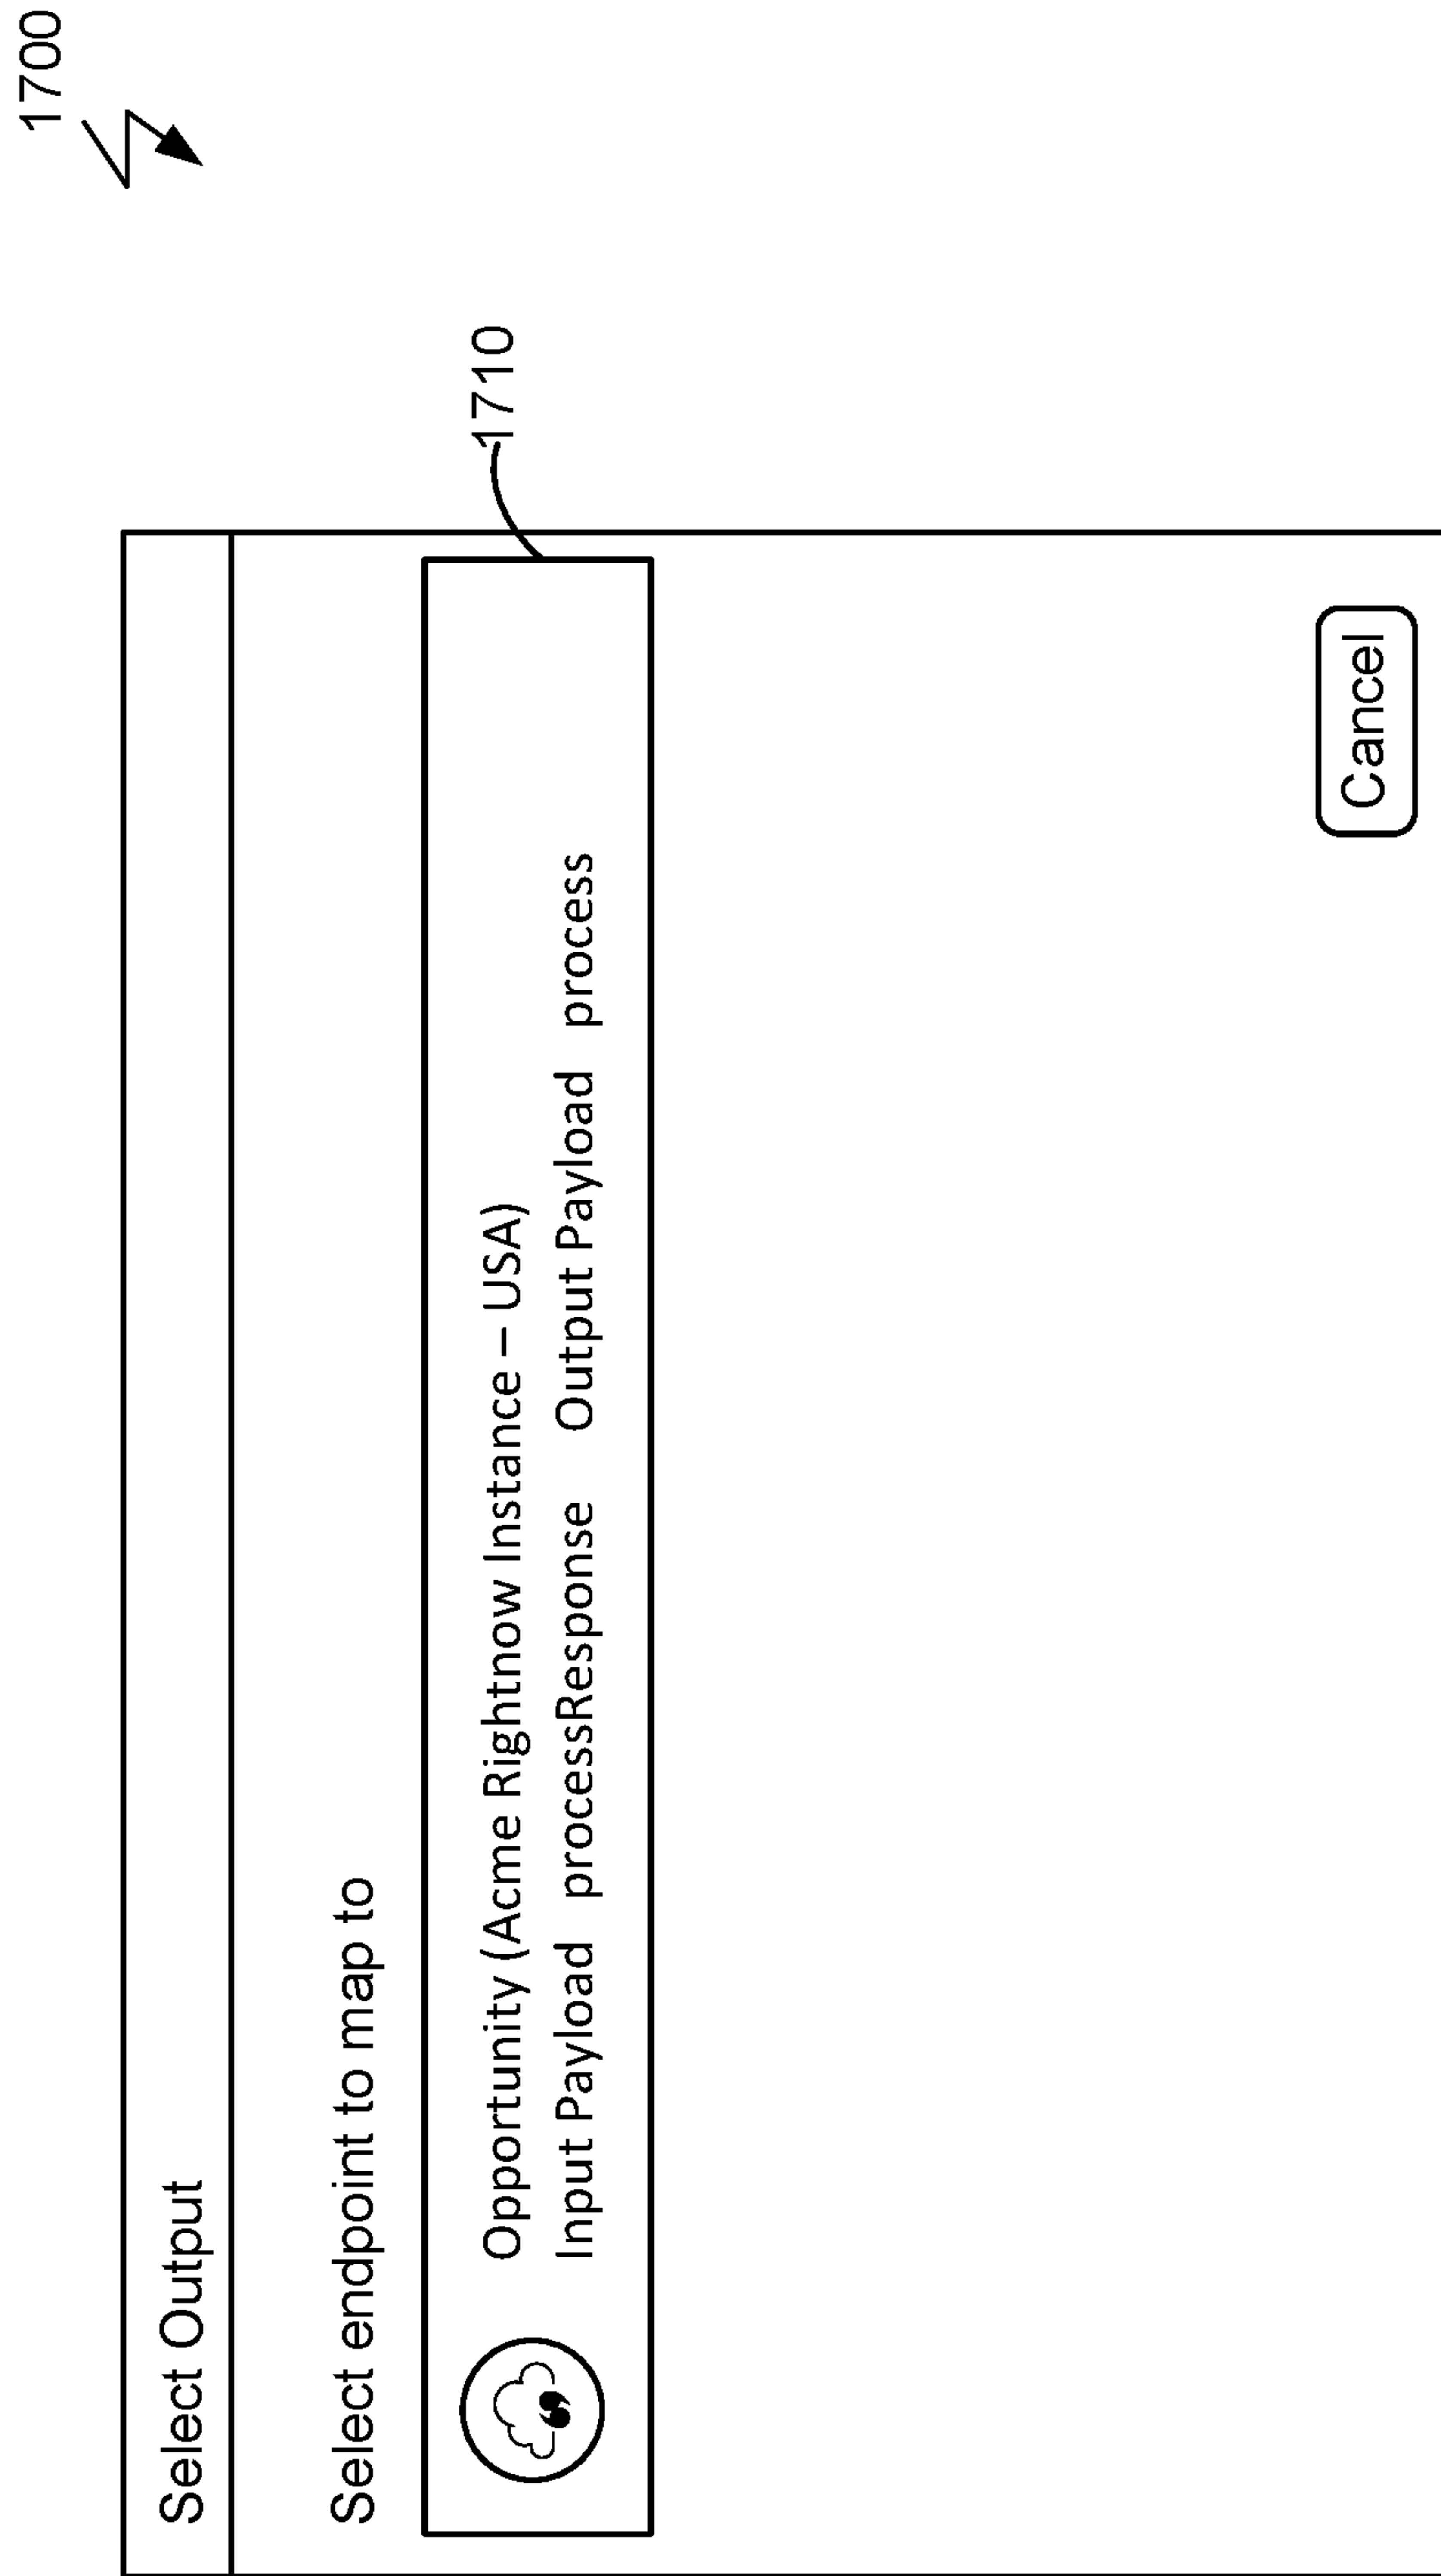 1700
Select Output
Select endpoint to map to
1710
Opportunity (Acme Rightnow Instance – USA)
Input Payload processResponse Output Payload process
Cancel